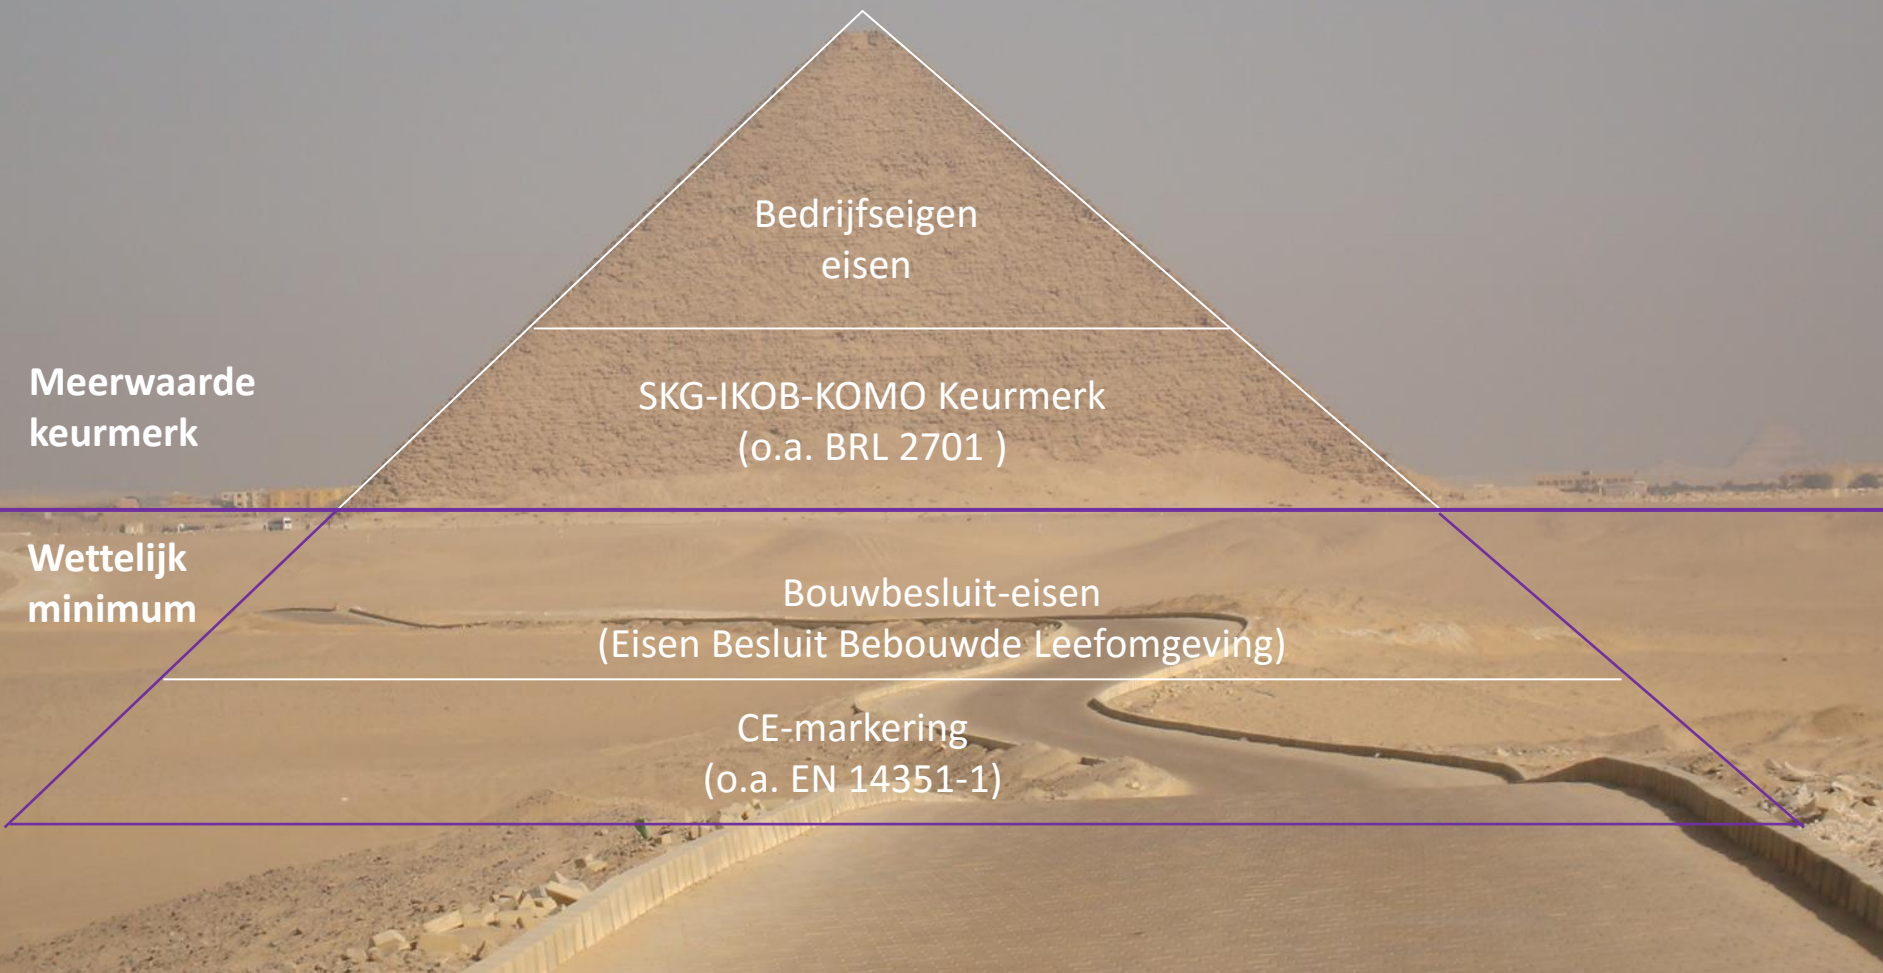 Bedrijfseigen
eisen
Meerwaarde
keurmerk
SKG-IKOB-KOMO Keurmerk
(o.a. BRL 2701 )
Wettelijk
minimum
Bouwbesluit-eisen
(Eisen Besluit Bebouwde Leefomgeving)
CE-markering
(o.a. EN 14351-1)